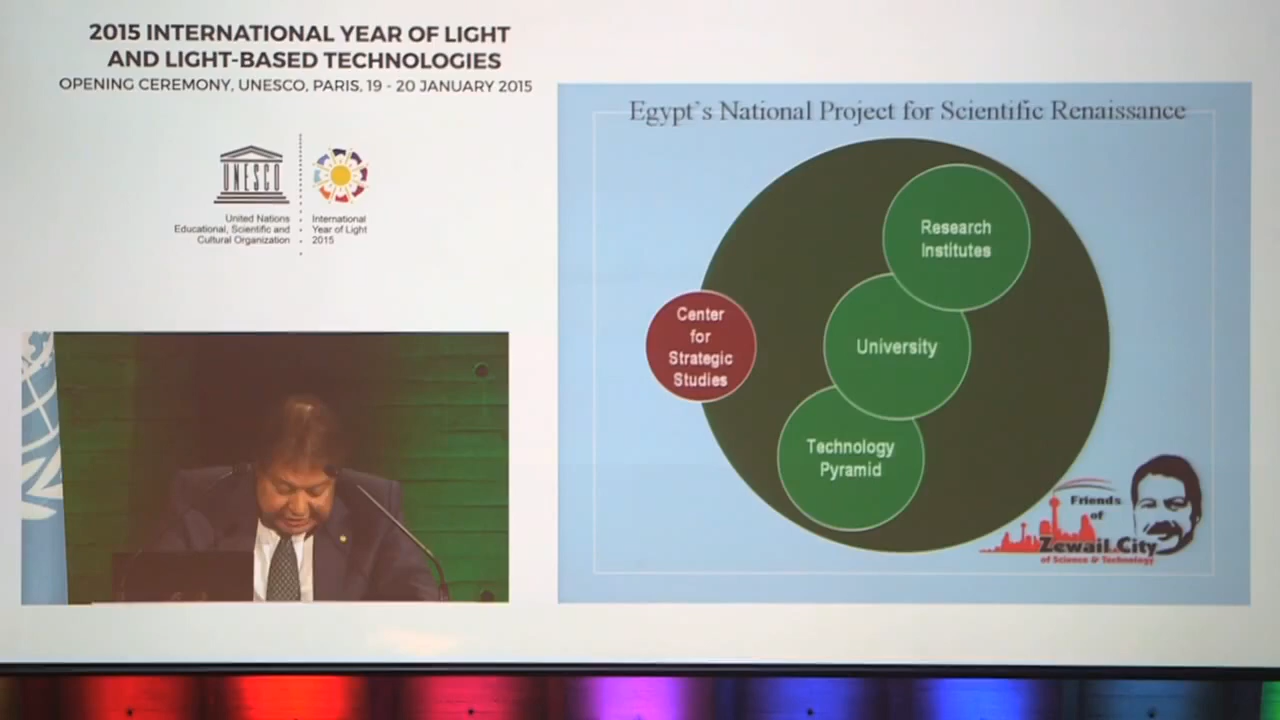 2015 INTERNATIONAL YEAR OF LIGHT
AND LIGHT-BASED TECHNOLOGIES
OPENING CEREMONY, UNESCO, PARIS, 19 - 20 JANUARY 2015
UNESCO
United Nations
Educational, Scientific and
Cultural Organization
International
Year of Light
2015
Egypt's National Project for Scientific Renaissance
Research
Institutes
Center
for
Strategic
Studies
University
Technology
Pyramid
Friends
of
Zewail City
of Science & Technology